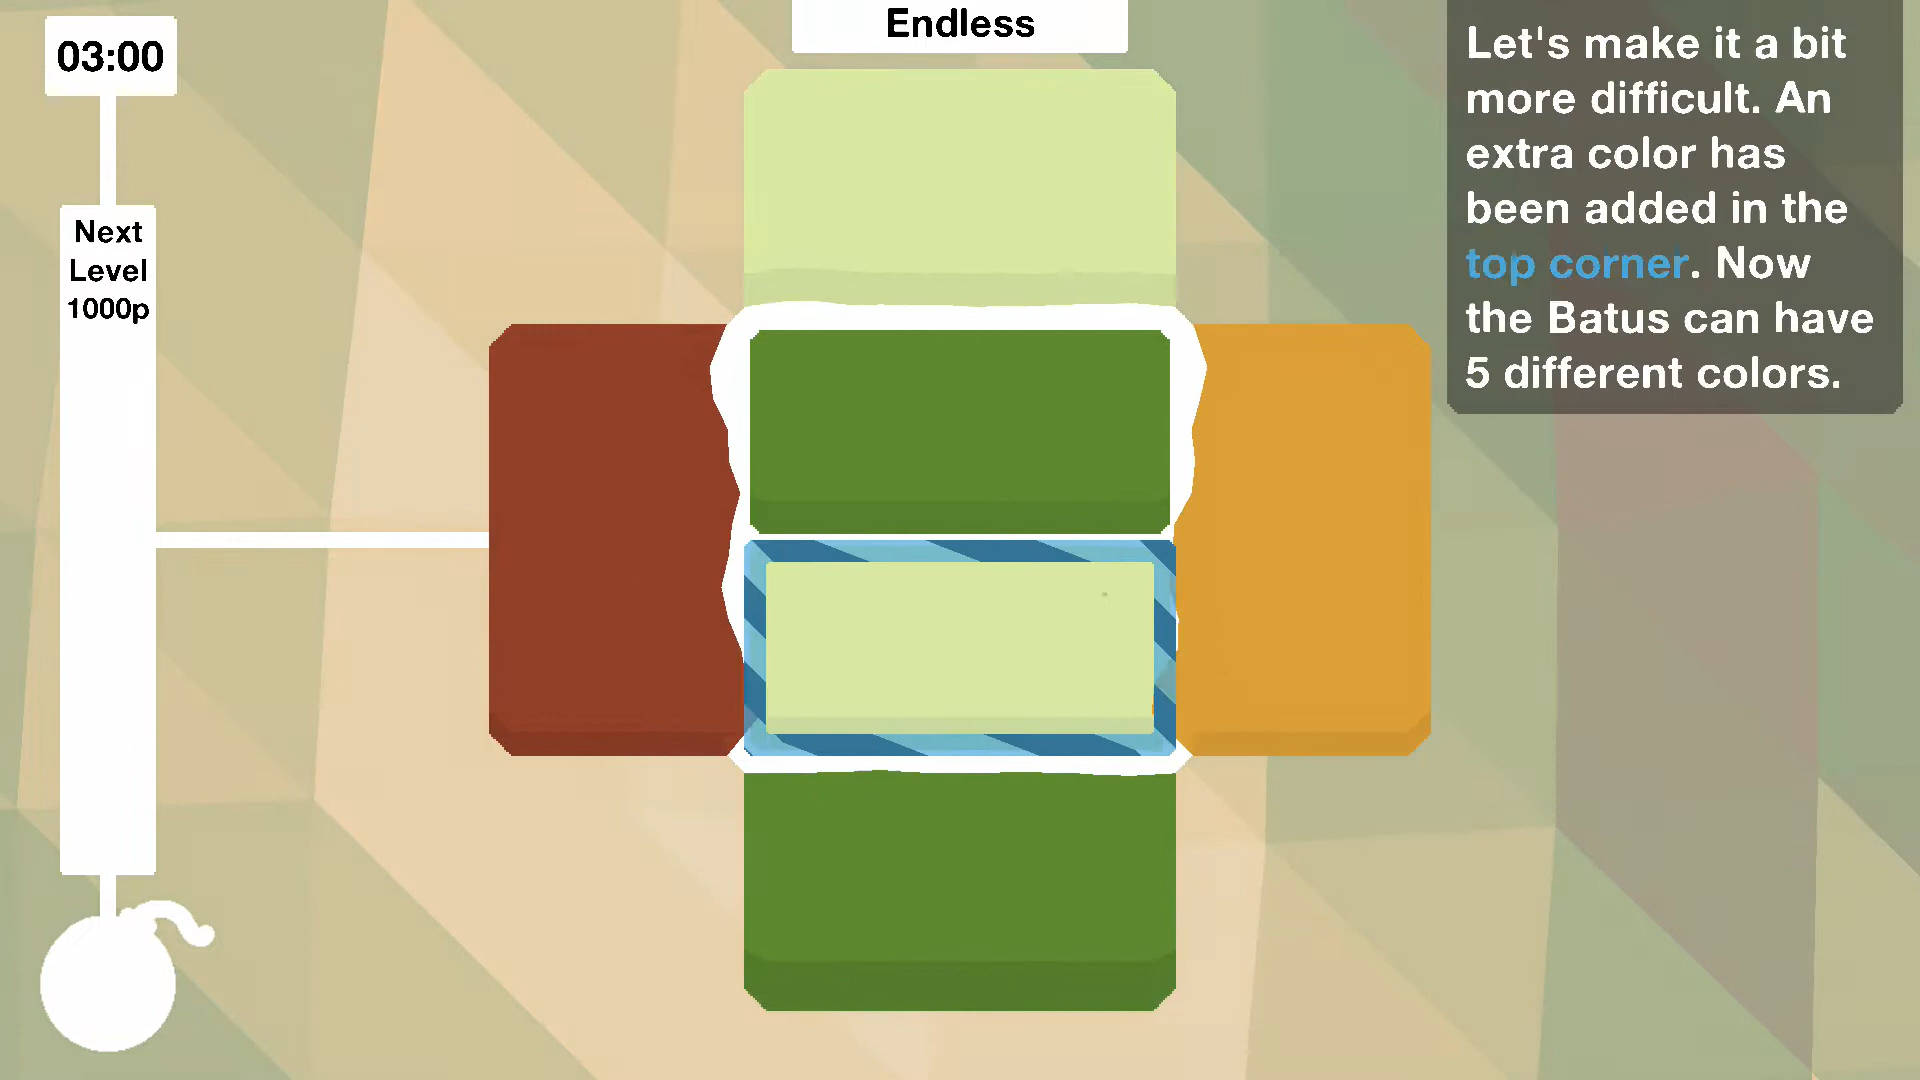 03:00
Endless
Next
Level
1000p
Let's make it a bit
more difficult. An
extra color has
been added in the
top corner. Now
the Batus can have
5 different colors.